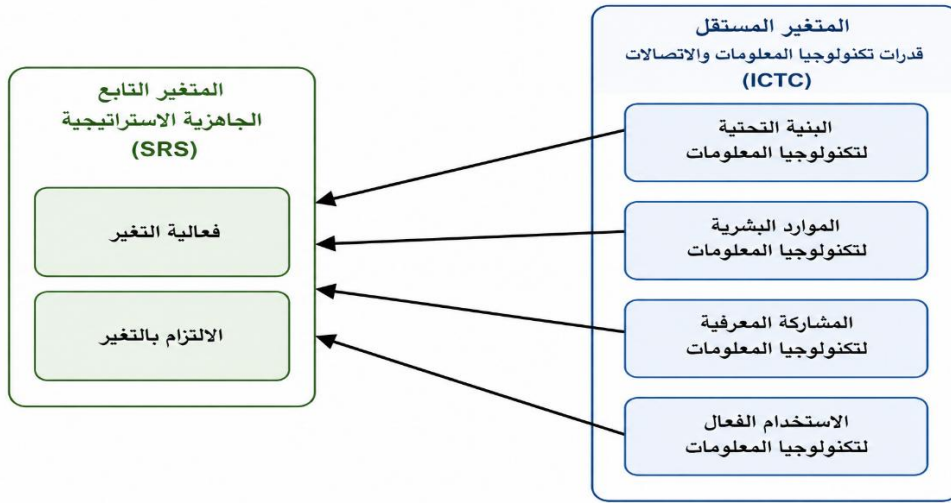 المتغير المستقل
قدرات تكنولوجيا المعلومات والاتصالات
(ICTC)
البنية التحتية
لتكنولوجيا المعلومات
الموارد البشرية
لتكنولوجيا المعلومات
المشاركة المعرفية
لتكنولوجيا المعلومات
الاستخدام الفعال
لتكنولوجيا المعلومات
المتغير التابع
الجاهزية الاستراتيجية
(SRS)
فعالية التغير
الالتزام بالتغير